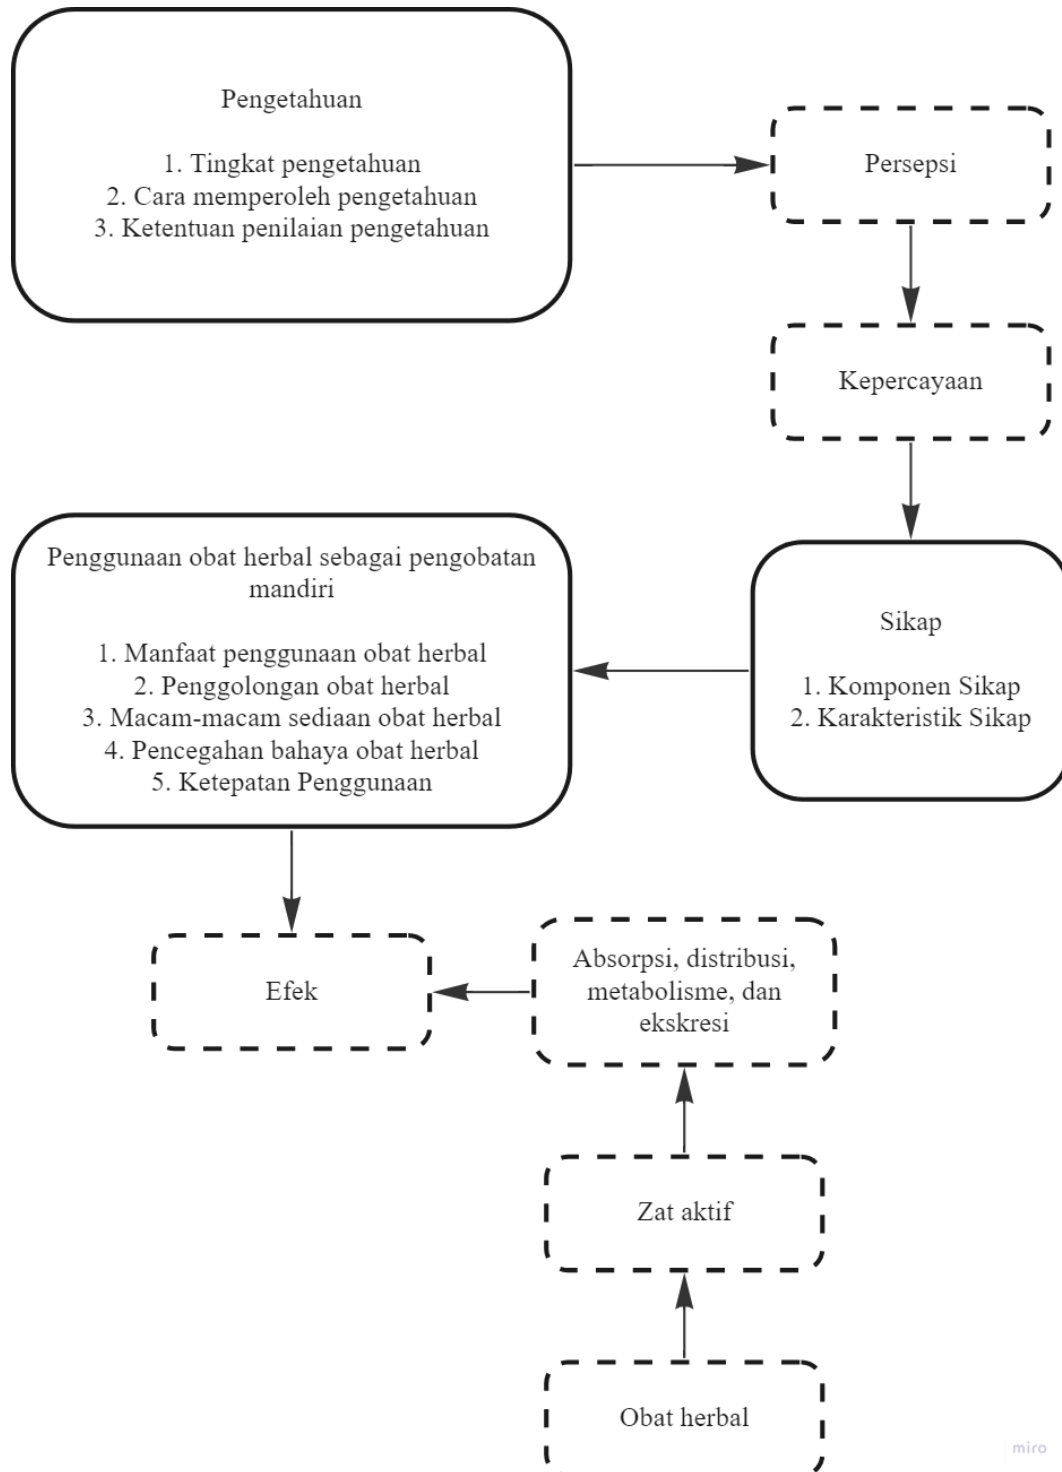 Pengetahuan
1. Tingkat pengetahuan
2. Cara memperoleh pengetahuan
3. Ketentuan penilaian pengetahuan
Persepsi
Kepercayaan
Sikap
1. Komponen Sikap
2. Karakteristik Sikap
Penggunaan obat herbal sebagai pengobatan
mandiri
1. Manfaat penggunaan obat herbal
2. Penggolongan obat herbal
3. Macam-macam sediaan obat herbal
4. Pencegahan bahaya obat herbal
5. Ketepatan Penggunaan
Efek
Absorpsi, distribusi,
metabolisme, dan
ekskresi
Zat aktif
Obat herbal
miro